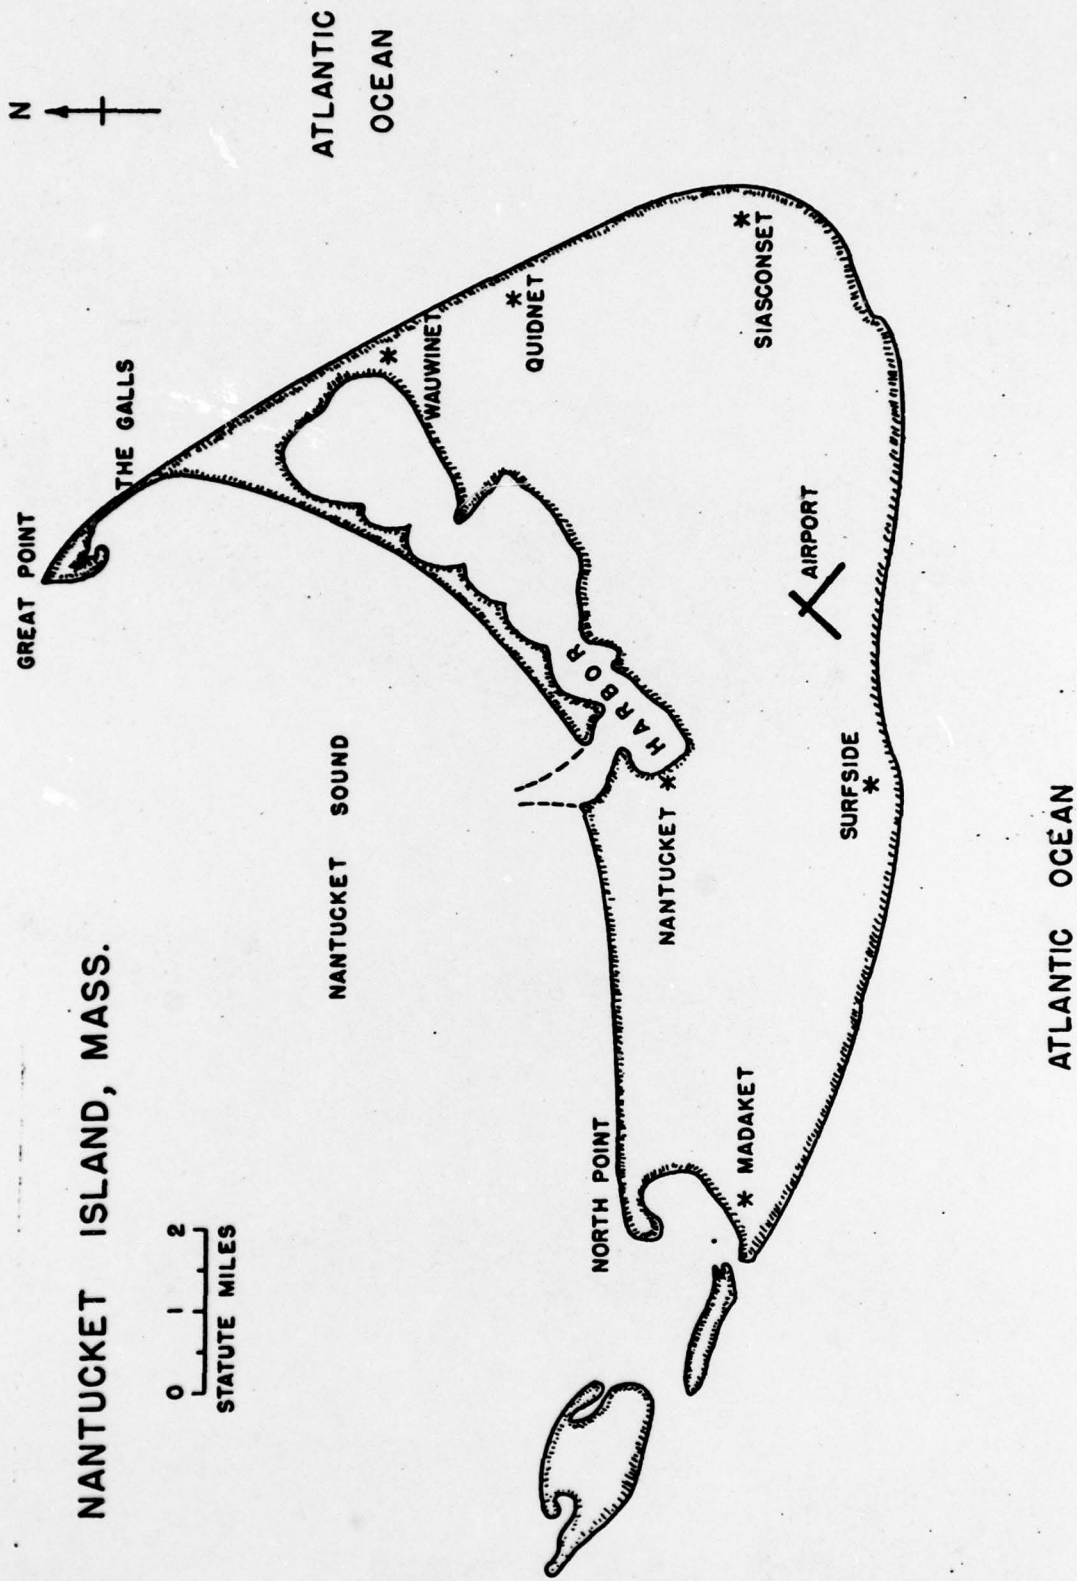 NANTUCKET ISLAND, MASS.
0 1 2
STATUTE MILES
N
GREAT POINT
THE GALLS
ATLANTIC
OCEAN
NANTUCKET SOUND
WAUWINET
QUIDNET
HARBOR
NANTUCKET
SIASCONSET
AIRPORT
SURFSIDE
NORTH POINT
MADAKET
ATLANTIC OCEAN